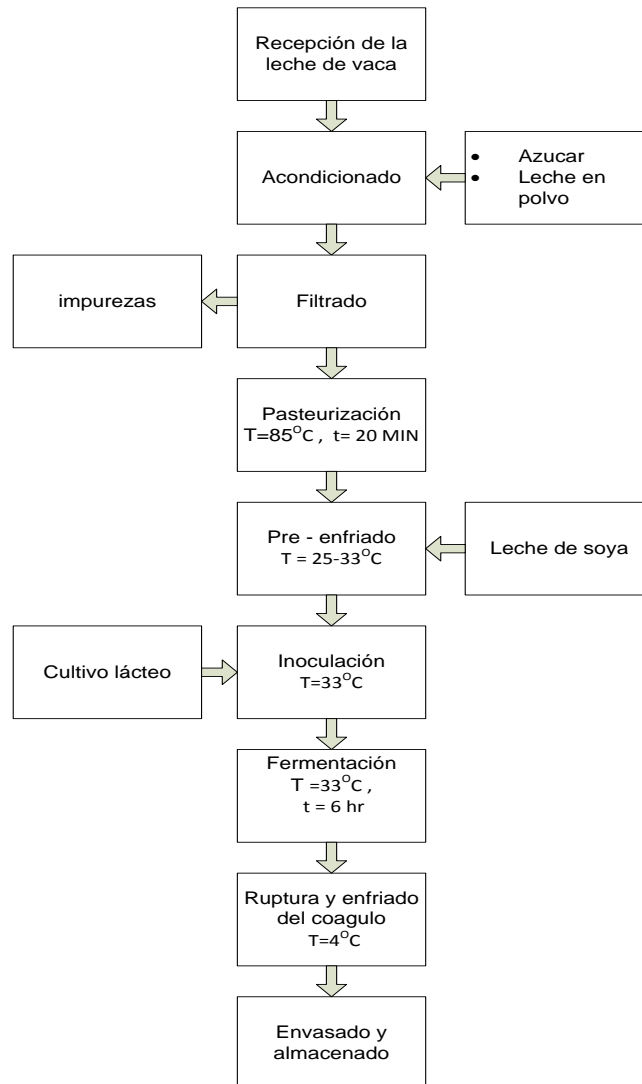 Recepción de la
leche de vaca
Acondicionado
• Azucar
• Leche en
polvo
impurezas
Filtrado
Pasteurización
T=85°C , t= 20 MIN
Pre - enfriado
T = 25-33°C
Leche de soya
Cultivo lácteo
Inoculación
T=33°C
Fermentación
T =33°C ,
t = 6 hr
Ruptura y enfriado
del coagulo
T=4°C
Envasado y
almacenado